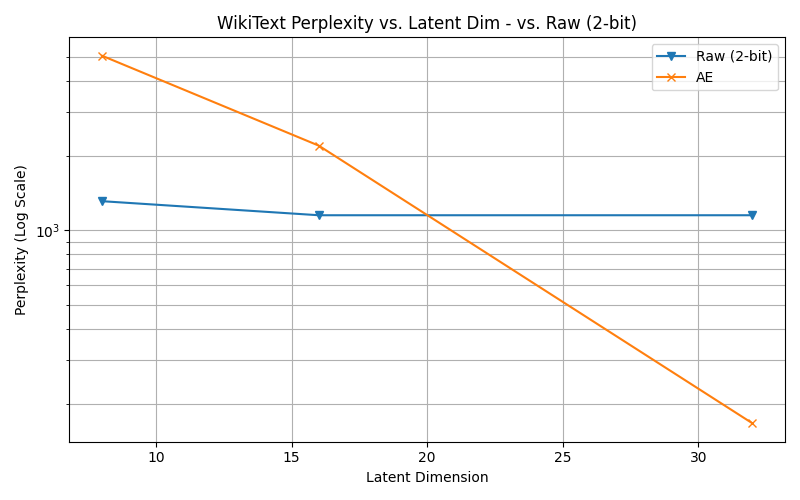 WikiText Perplexity vs. Latent Dim - vs. Raw (2-bit)
Raw (2-bit)
AE
Perplexity (Log Scale)
10³
10 15 20 25 30
Latent Dimension